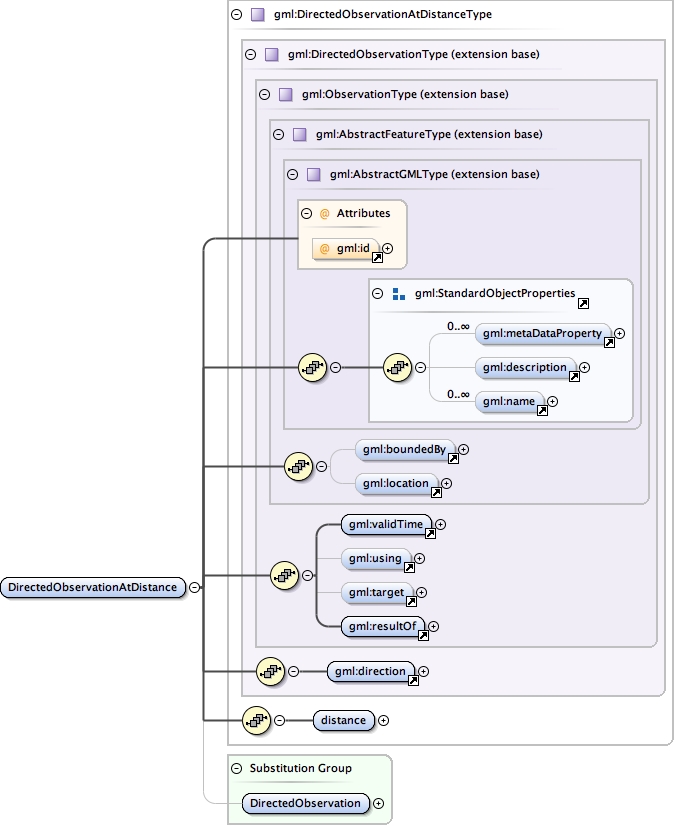 gml:DirectedObservationAtDistanceType
gml:DirectedObservationType (extension base)
gml:ObservationType (extension base)
gml:AbstractFeatureType (extension base)
gml:AbstractGMLType (extension base)
@ Attributes
@ gml:id
gml:StandardObjectProperties
0..∞
gml:metaDataProperty
gml:description
0..∞
gml:name
gml:boundedBy
gml:location
gml:validTime
gml:using
gml:target
gml:resultOf
DirectedObservationAtDistance
gml:direction
distance
Substitution Group
DirectedObservation